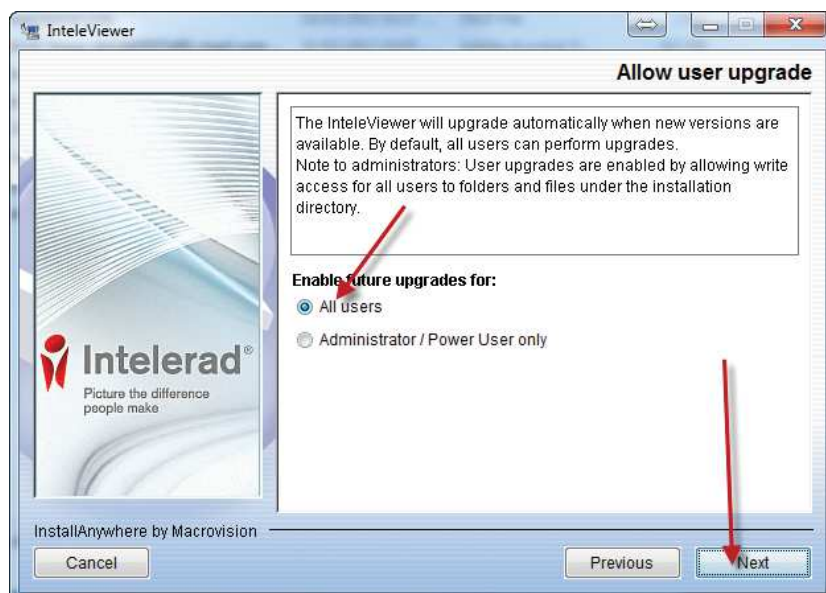 InteleViewer
Allow user upgrade
The InteleViewer will upgrade automatically when new versions are
available. By default, all users can perform upgrades.
Note to administrators: User upgrades are enabled by allowing write
access for all users to folders and files under the installation
directory.
Enable future upgrades for:
All users
Administrator / Power User only
Intelerad®
Picture the difference
people make
InstallAnywhere by Macrovision
Cancel
Previous
Next